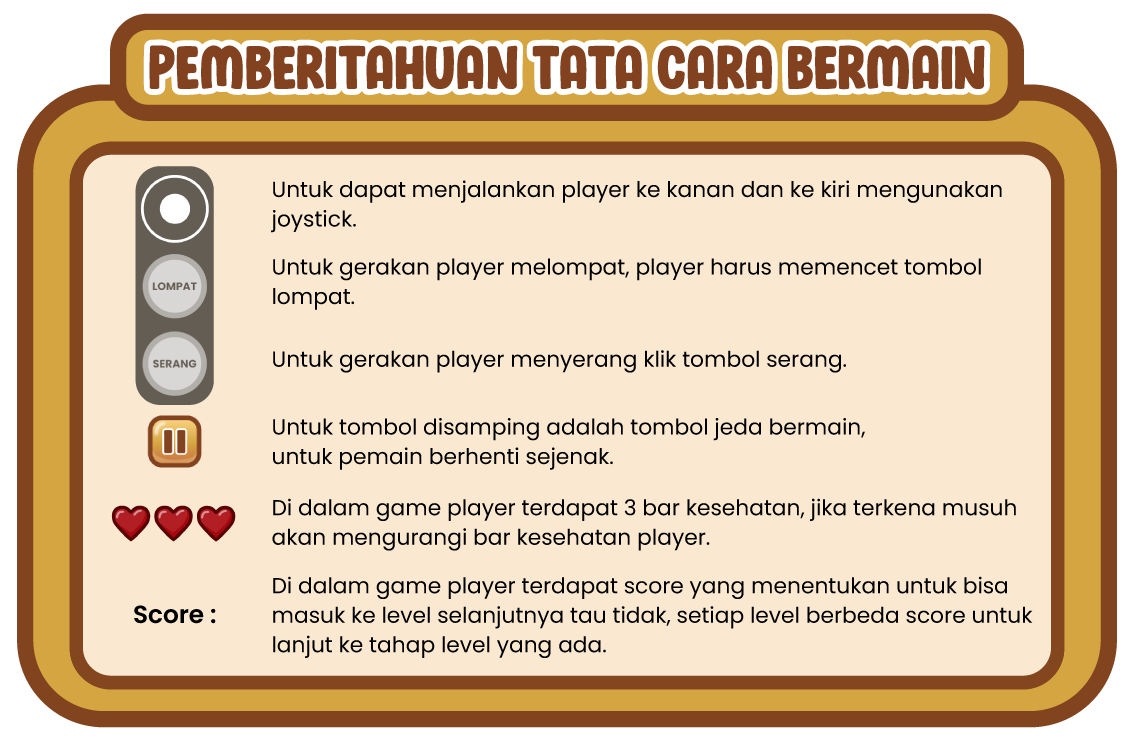 PEMBERITAHUAN TATA CARA BERMAIN
Untuk dapat menjalankan player ke kanan dan ke kiri mengunakan
joystick.
LOMPAT
Untuk gerakan player melompat, player harus memencet tombol
lompat.
SERANG
Untuk gerakan player menyerang klik tombol serang.
Untuk tombol disamping adalah tombol jeda bermain,
untuk pemain berhenti sejenak.
Di dalam game player terdapat 3 bar kesehatan, jika terkena musuh
akan mengurangi bar kesehatan player.
Score :
Di dalam game player terdapat score yang menentukan untuk bisa
masuk ke level selanjutnya tau tidak, setiap level berbeda score untuk
lanjut ke tahap level yang ada.